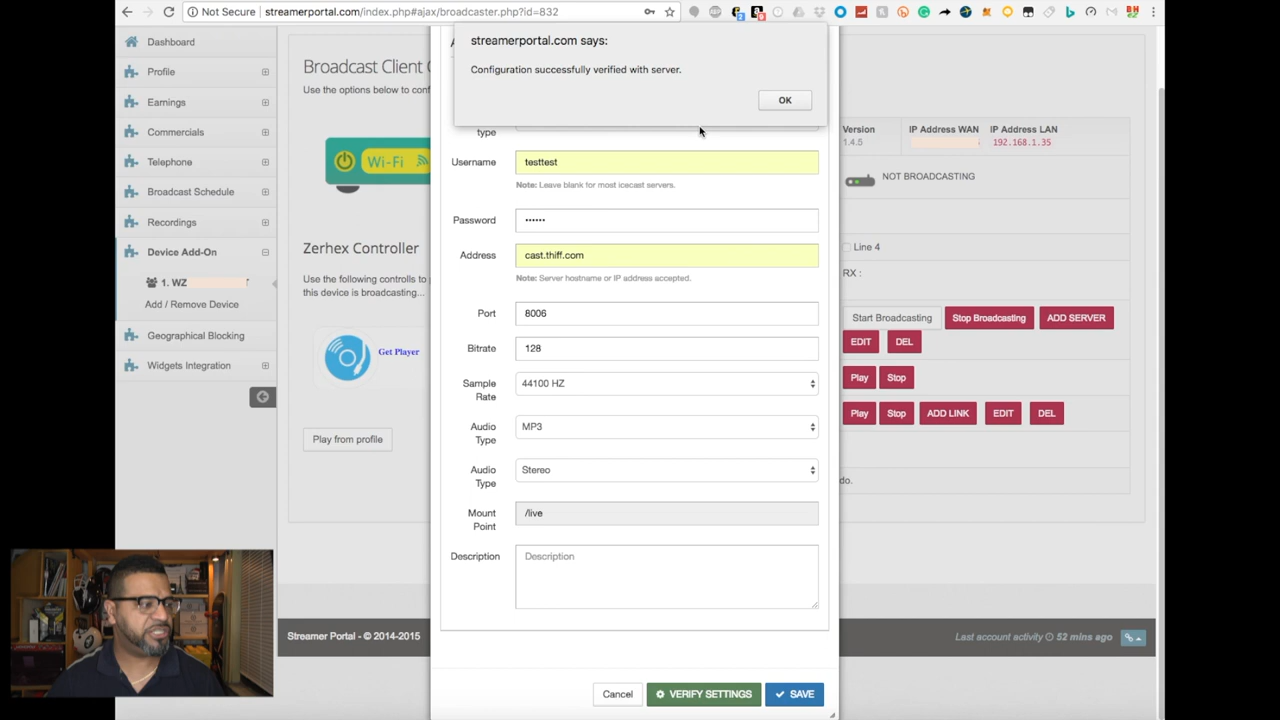 Not Secure
streamerportal.com/index.php#ajax/broadcaster.php?id=832
Dashboard
Profile
Earnings
Commercials
Telephone
Broadcast Schedule
Recordings
Device Add-On
1. WZ
Add / Remove Device
Geographical Blocking
Widgets Integration
Broadcast Client C
Use the options below to conf
Wi-Fi
Zerhex Controller
Use the following controlls to
this device is broadcasting...
Get Player
Play from profile
streamerportal.com says:
Configuration successfully verified with server.
OK
type
Username
testtest
Note: Leave blank for most icecast servers.
Password
••••••
Address
cast.thiff.com
Note: Server hostname or IP address accepted.
Port
8006
Bitrate
128
Sample
Rate
44100 HZ
Audio
Type
MP3
Audio
Type
Stereo
Mount
Point
/live
Description
Description
Cancel
VERIFY SETTINGS
SAVE
Version
IP Address WAN
IP Address LAN
1.4.5
192.168.1.35
NOT BROADCASTING
Line 4
RX :
Start Broadcasting
Stop Broadcasting
ADD SERVER
EDIT
DEL
Play
Stop
Play
Stop
ADD LINK
EDIT
DEL
do.
Streamer Portal - © 2014-2015
Last account activity 52 mins ago